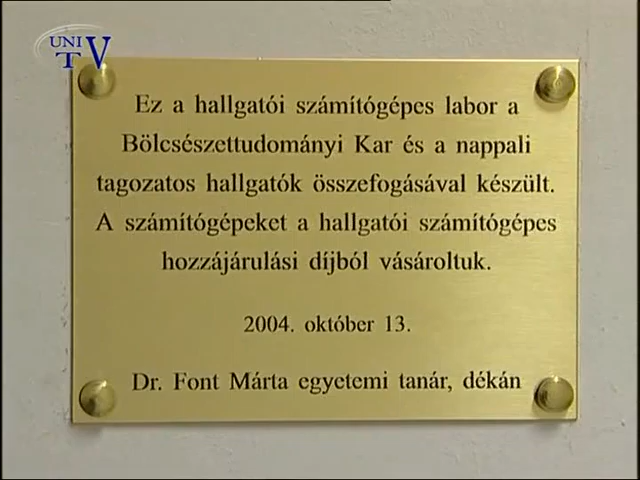 UNI
TV
Ez a hallgatói számítógépes labor a
Bölcsészettudományi Kar és a nappali
tagozatos hallgatók összefogásával készült.
A számítógépeket a hallgatói számítógépes
hozzájárulási díjból vásároltuk.
2004. október 13.
Dr. Font Márta egyetemi tanár, dékán